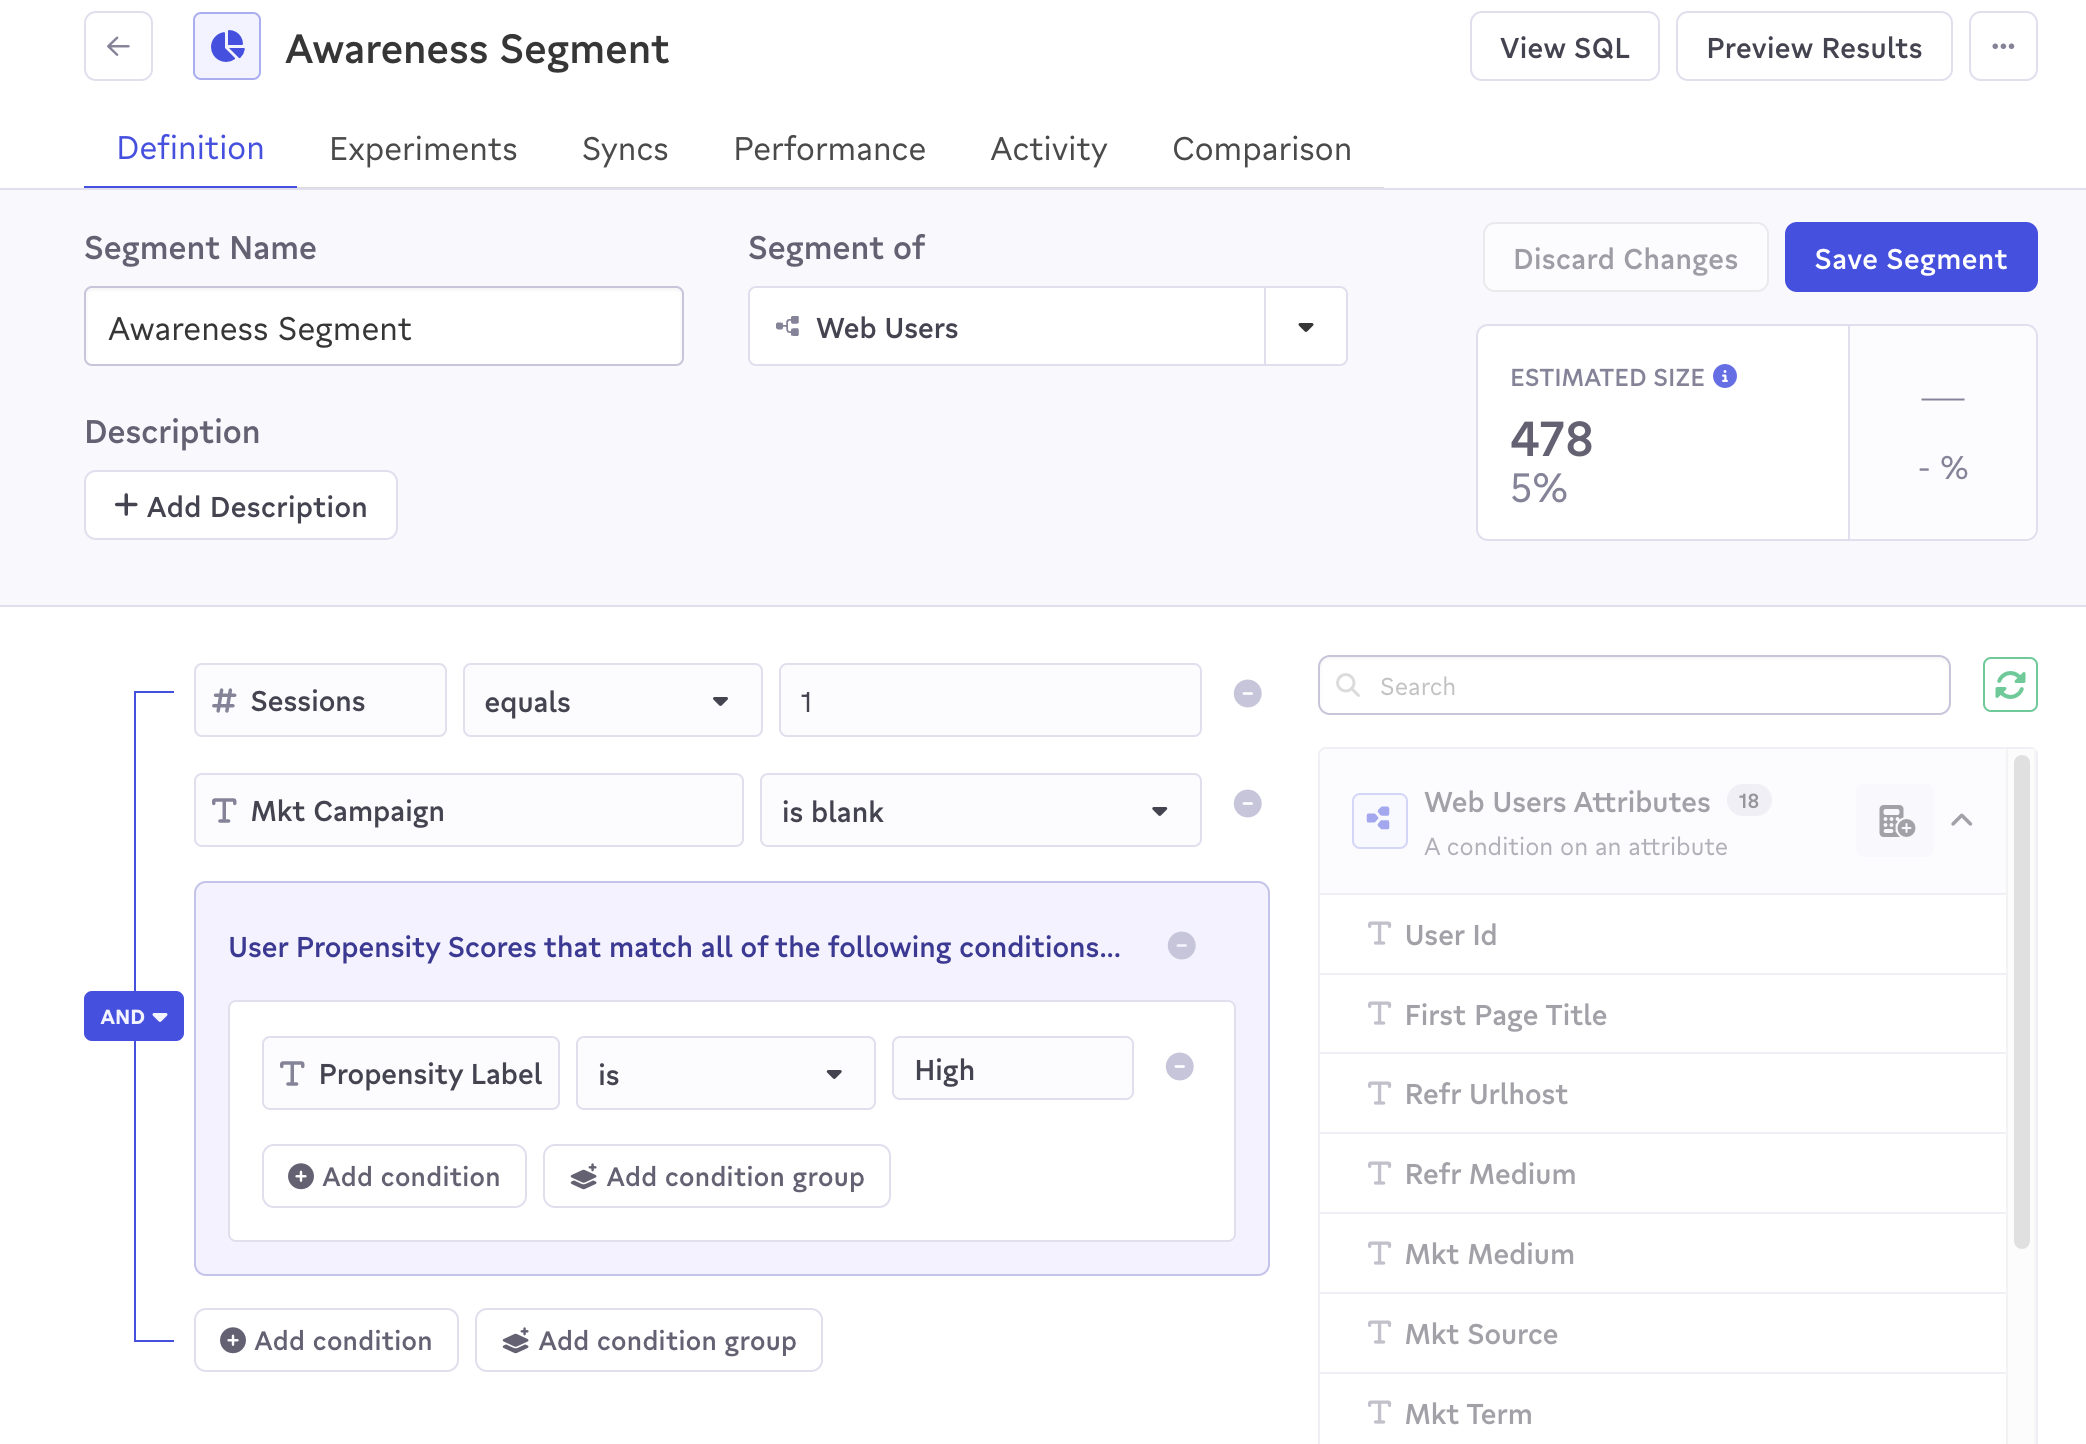 Awareness Segment
View SQL
Preview Results
Definition
Experiments
Syncs
Performance
Activity
Comparison
Segment Name
Awareness Segment
Segment of
Web Users
Discard Changes
Save Segment
ESTIMATED SIZE
478
5%
- %
Description
+ Add Description
# Sessions
equals
1
Mkt Campaign
is blank
User Propensity Scores that match all of the following conditions...
AND
Propensity Label
is
High
Add condition
Add condition group
Add condition
Add condition group
Search
Web Users Attributes 18
A condition on an attribute
User Id
First Page Title
Refr Urlhost
Refr Medium
Mkt Medium
Mkt Source
Mkt Term